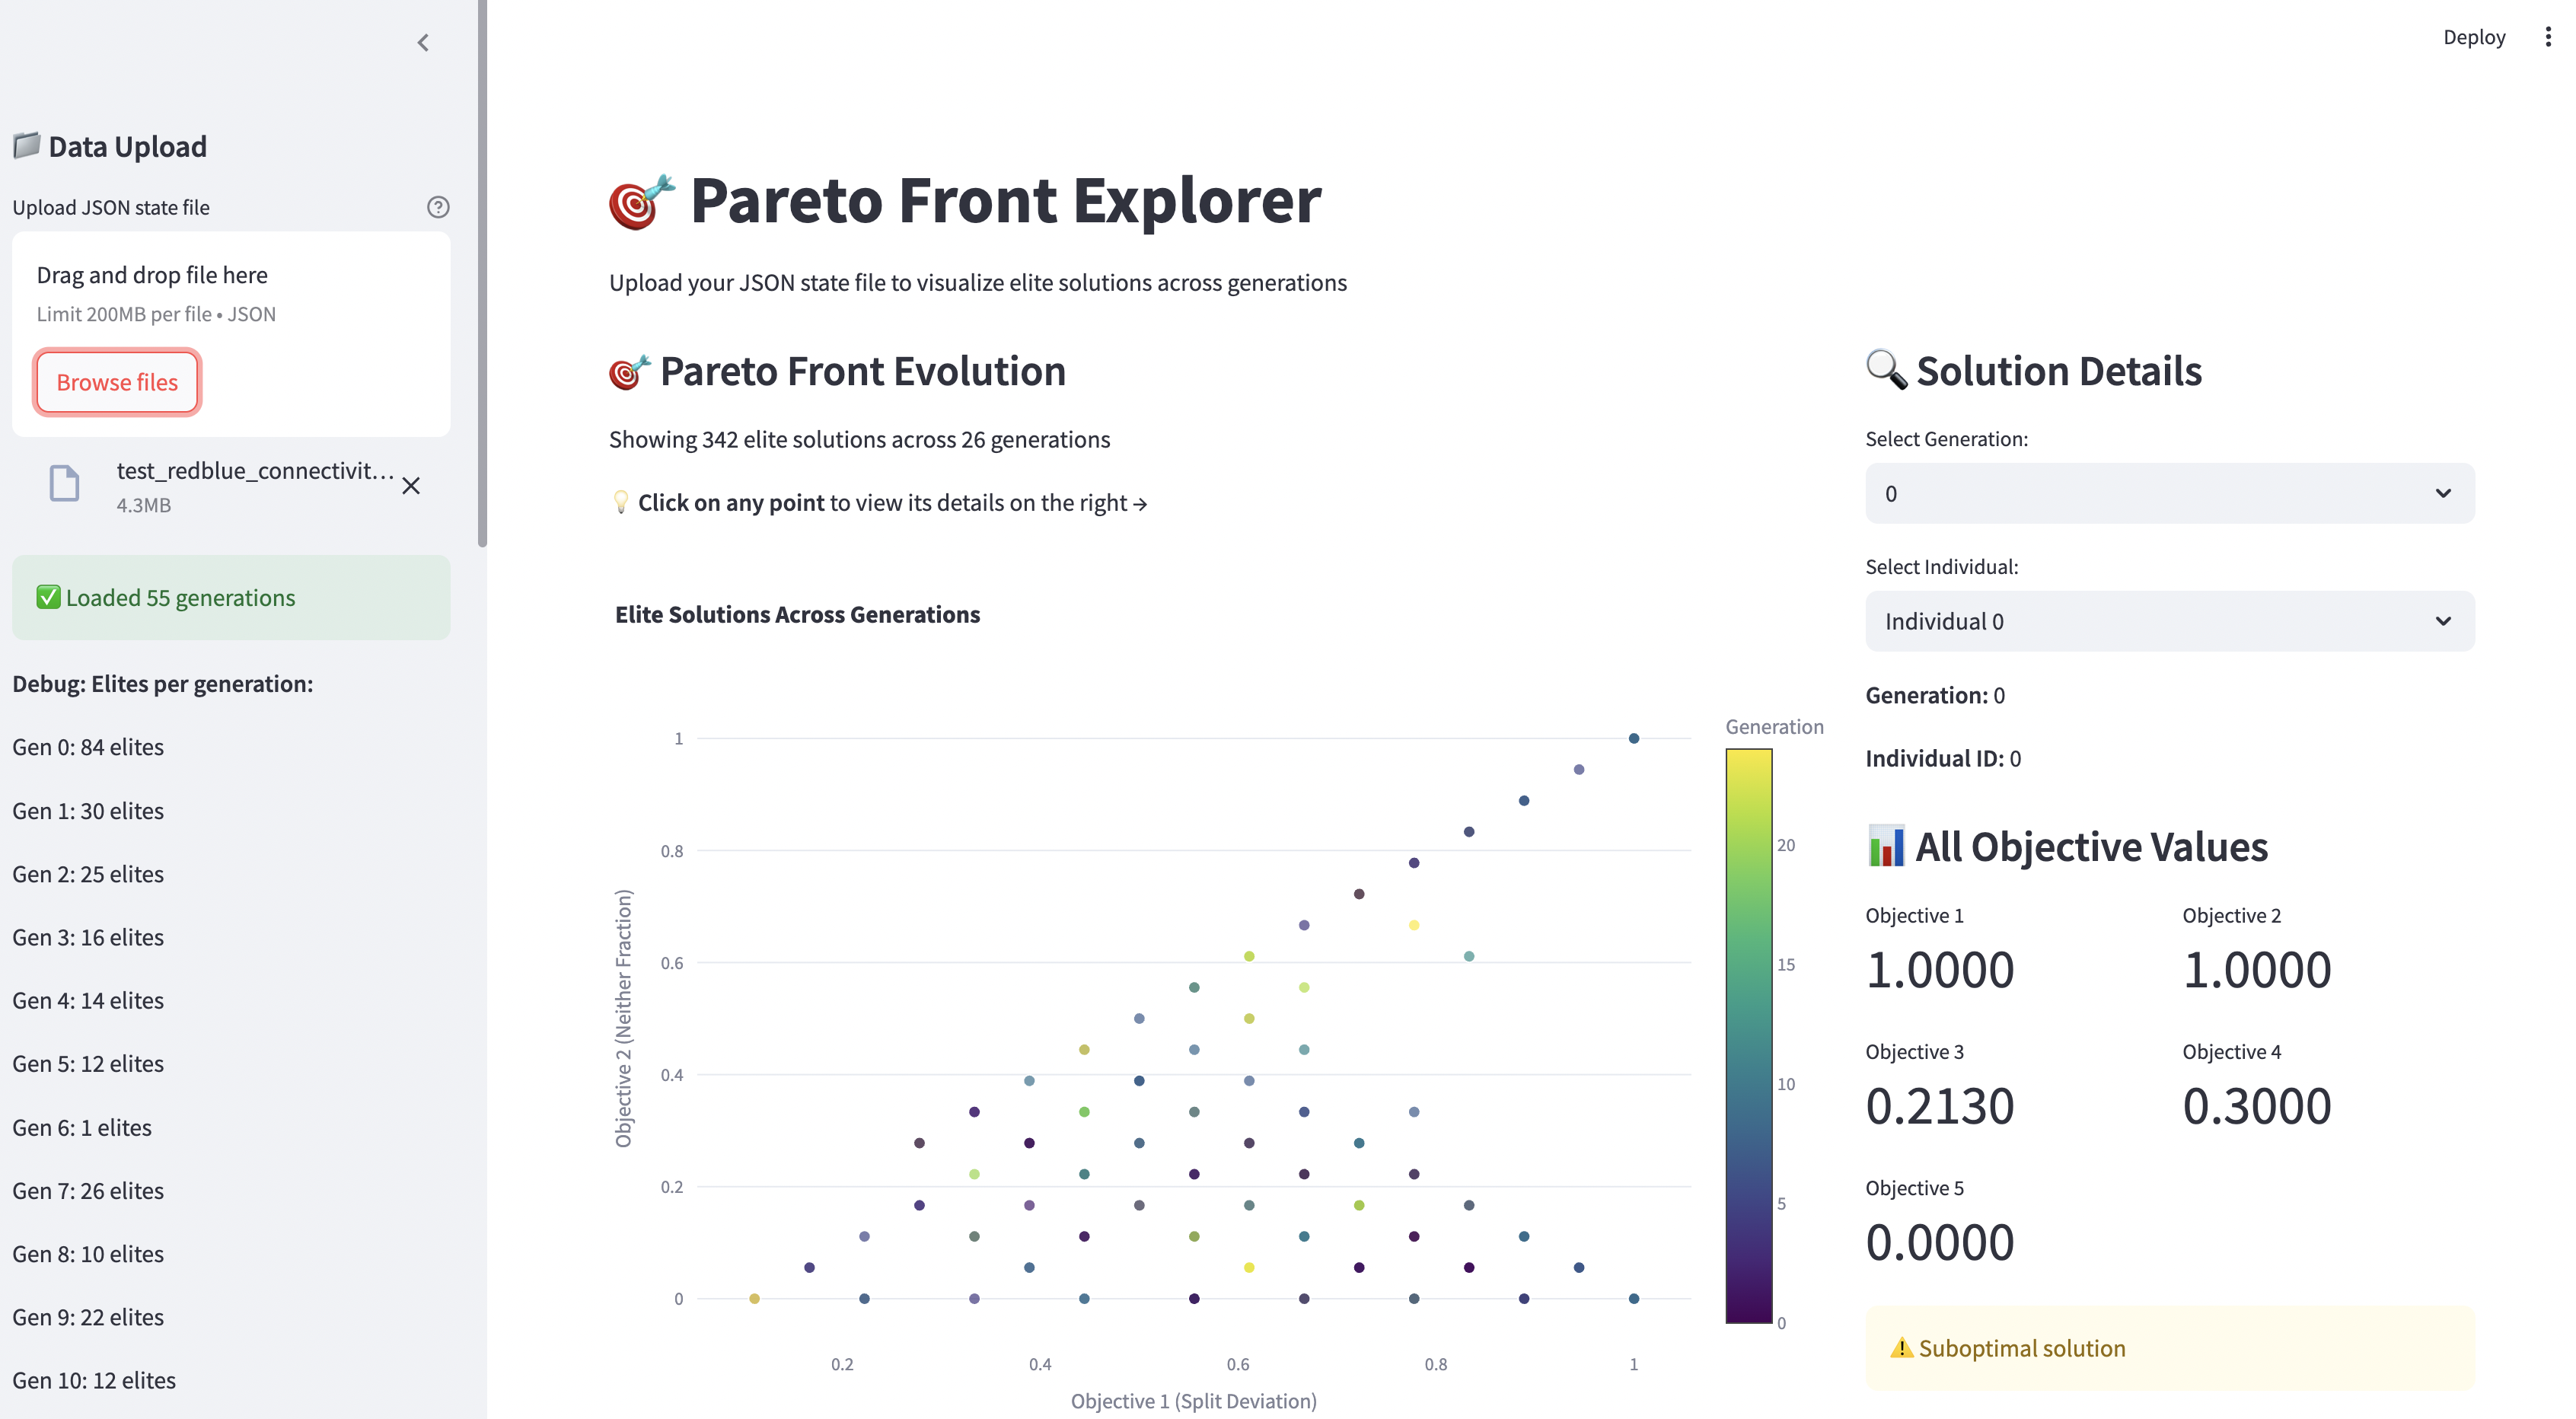 Deploy
Data Upload
Upload JSON state file
Drag and drop file here
Limit 200MB per file • JSON
Browse files
test_redblue_connectivit...
4.3MB
Loaded 55 generations
Debug: Elites per generation:
Gen 0: 84 elites
Gen 1: 30 elites
Gen 2: 25 elites
Gen 3: 16 elites
Gen 4: 14 elites
Gen 5: 12 elites
Gen 6: 1 elites
Gen 7: 26 elites
Gen 8: 10 elites
Gen 9: 22 elites
Gen 10: 12 elites
Pareto Front Explorer
Upload your JSON state file to visualize elite solutions across generations
Pareto Front Evolution
Showing 342 elite solutions across 26 generations
Click on any point to view its details on the right →
Elite Solutions Across Generations
Objective 2 (Neither Fraction)
1
0.8
0.6
0.4
0.2
0
0.2
0.4
0.6
0.8
1
Objective 1 (Split Deviation)
Generation
20
15
10
5
0
Solution Details
Select Generation:
0
Select Individual:
Individual 0
Generation: 0
Individual ID: 0
All Objective Values
Objective 1
1.0000
Objective 2
1.0000
Objective 3
0.2130
Objective 4
0.3000
Objective 5
0.0000
Suboptimal solution